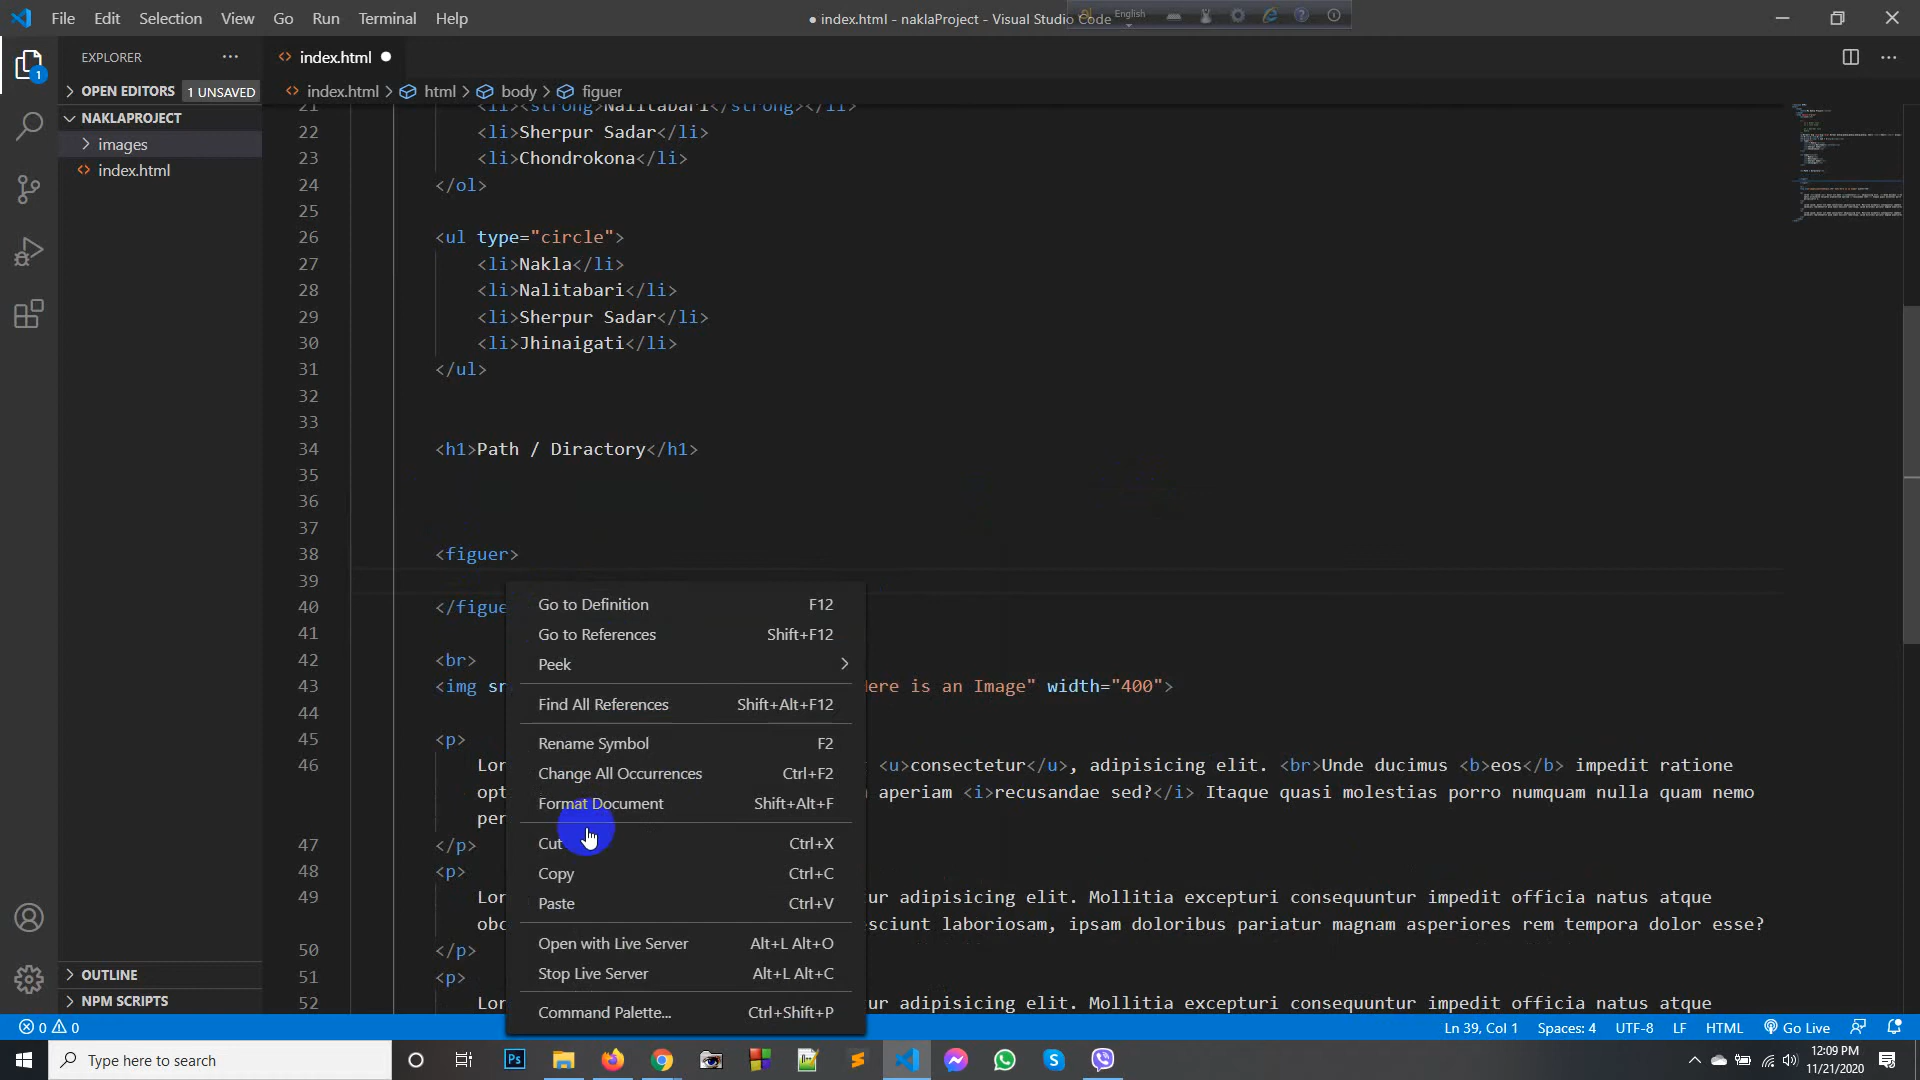 File Edit Selection View Go Run Terminal Help
● index.html - naklaProject - Visual Studio Code
English
EXPLORER
index.html
OPEN EDITORS 1 UNSAVED
index.html > html > body > figuer
NAKLAPROJECT
images
index.html
21 <li><strong>Nalitabari</strong></li>
22 <li>Sherpur Sadar</li>
23 <li>Chondrokona</li>
24 </ol>
25
26 <ul type="circle">
27 <li>Nakla</li>
28 <li>Nalitabari</li>
29 <li>Sherpur Sadar</li>
30 <li>Jhinaigati</li>
31 </ul>
32
33
34 <h1>Path / Diractory</h1>
35
36
37
38 <figuer>
39
40 </figue
41
42 <br>
43 <img sr ere is an Image" width="400">
44
45 <p>
46 Lor <u>consectetur</u>, adipisicing elit. <br>Unde ducimus <b>eos</b> impedit ratione
opt aperiam <i>recusandae sed?</i> Itaque quasi molestias porro numquam nulla quam nemo
per
47 </p>
48 <p>
49 Lor ur adipisicing elit. Mollitia excepturi consequuntur impedit officia natus atque
obc sciunt laboriosam, ipsam doloribus pariatur magnam asperiores rem tempora dolor esse?
50 </p>
51 <p>
52 Lor ur adipisicing elit. Mollitia excepturi consequuntur impedit officia natus atque
Go to Definition F12
Go to References Shift+F12
Peek
Find All References Shift+Alt+F12
Rename Symbol F2
Change All Occurrences Ctrl+F2
Format Document Shift+Alt+F
Cut Ctrl+X
Copy Ctrl+C
Paste Ctrl+V
Open with Live Server Alt+L Alt+O
Stop Live Server Alt+L Alt+C
Command Palette... Ctrl+Shift+P
OUTLINE
NPM SCRIPTS
0 0 Ln 39, Col 1 Spaces: 4 UTF-8 LF HTML Go Live
Type here to search
12:09 PM
11/21/2020